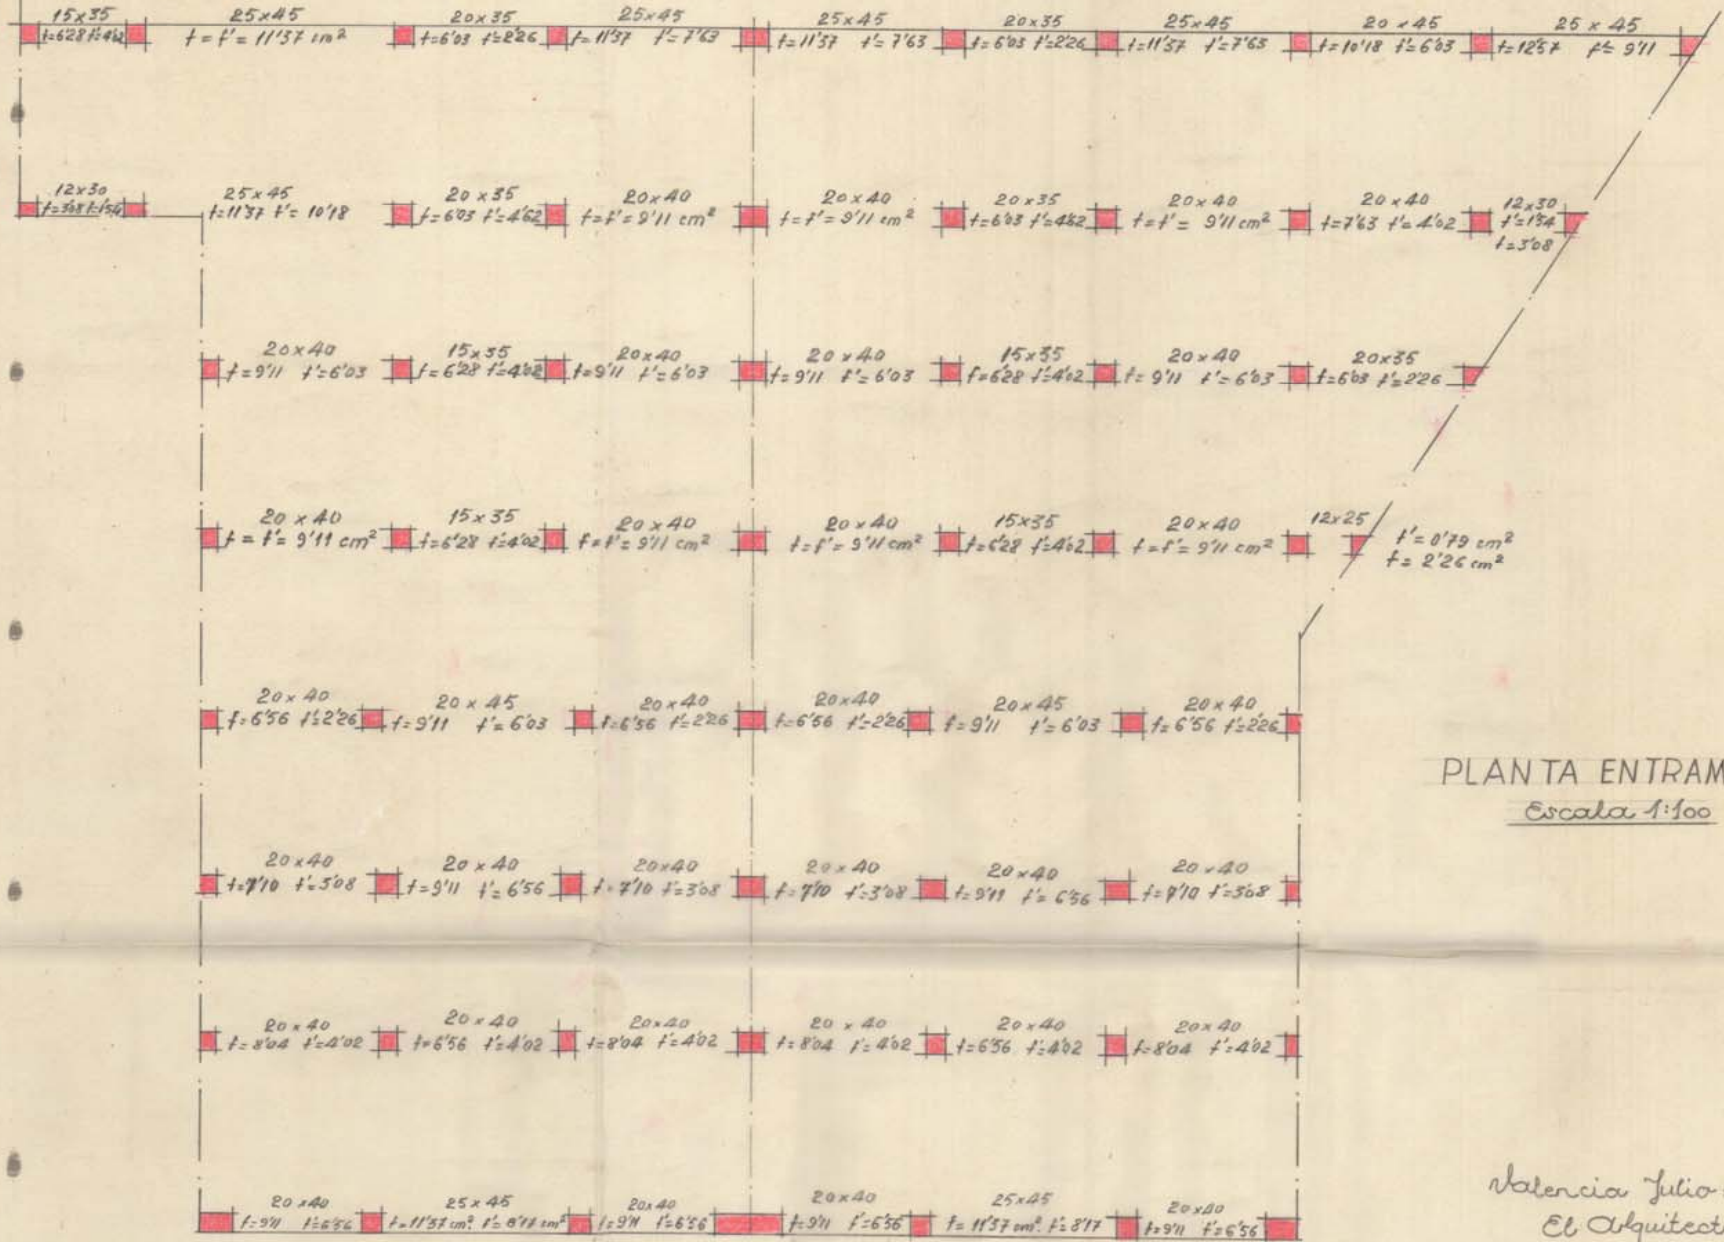 15x35 25x45 20x35 25x45 25x45 20x35 25x45 20x45 25x45
f=6'28 f'=4'02 f=f'=11'37 cm² f=6'03 f'=2'26 f=11'37 f'=7'63 f=11'37 f'=7'63 f=6'03 f'=2'26 f=11'37 f'=7'63 f=10'18 f'=6'03 f=12'57 f'=9'11
12x30 25x45 20x35 20x40 20x40 20x35 20x40 20x40 12x30
f=3'08 f'=1'54 f=11'37 f'=10'18 f=6'03 f'=4'62 f=f'=9'11 cm² f=f'=9'11 cm² f=6'03 f'=4'62 f=f'=9'11 cm² f=7'63 f'=4'02 f'=1'54
f=3'08
20x40 15x35 20x40 20x40 15x35 20x40 20x35
f=9'11 f'=6'03 f=6'28 f'=4'02 f=9'11 f'=6'03 f=9'11 f'=6'03 f=6'28 f'=4'02 f=9'11 f'=6'03 f=6'03 f'=2'26
20x40 15x35 20x40 20x40 15x35 20x40 12x25
f=f'=9'11 cm² f=6'28 f'=4'02 f=f'=9'11 cm² f=f'=9'11 cm² f=6'28 f'=4'02 f=f'=9'11 cm² f'=0'79 cm²
f=2'26 cm²
20x40 20x45 20x40 20x40 20x45 20x40
f=6'56 f'=2'26 f=9'11 f'=6'03 f=6'56 f'=2'26 f=6'56 f'=2'26 f=9'11 f'=6'03 f=6'56 f'=2'26
PLANTA ENTRAM
Escala 1:100
20x40 20x40 20x40 20x40 20x40 20x40
f=7'10 f'=3'08 f=9'11 f'=6'56 f=7'10 f'=3'08 f=7'10 f'=3'08 f=9'11 f'=6'56 f=7'10 f'=3'08
20x40 20x40 20x40 20x40 20x40 20x40
f=8'04 f'=4'02 f=6'56 f'=4'02 f=8'04 f'=4'02 f=8'04 f'=4'02 f=6'56 f'=4'02 f=8'04 f'=4'02
20x40 25x45 20x40 20x40 25x45 20x40
f=9'11 f'=6'56 f=11'37 cm² f'=8'17 cm² f=9'11 f'=6'56 f=9'11 f'=6'56 f=11'37 cm² f'=8'17 f=9'11 f'=6'56
Valencia Julio
El Arquitect